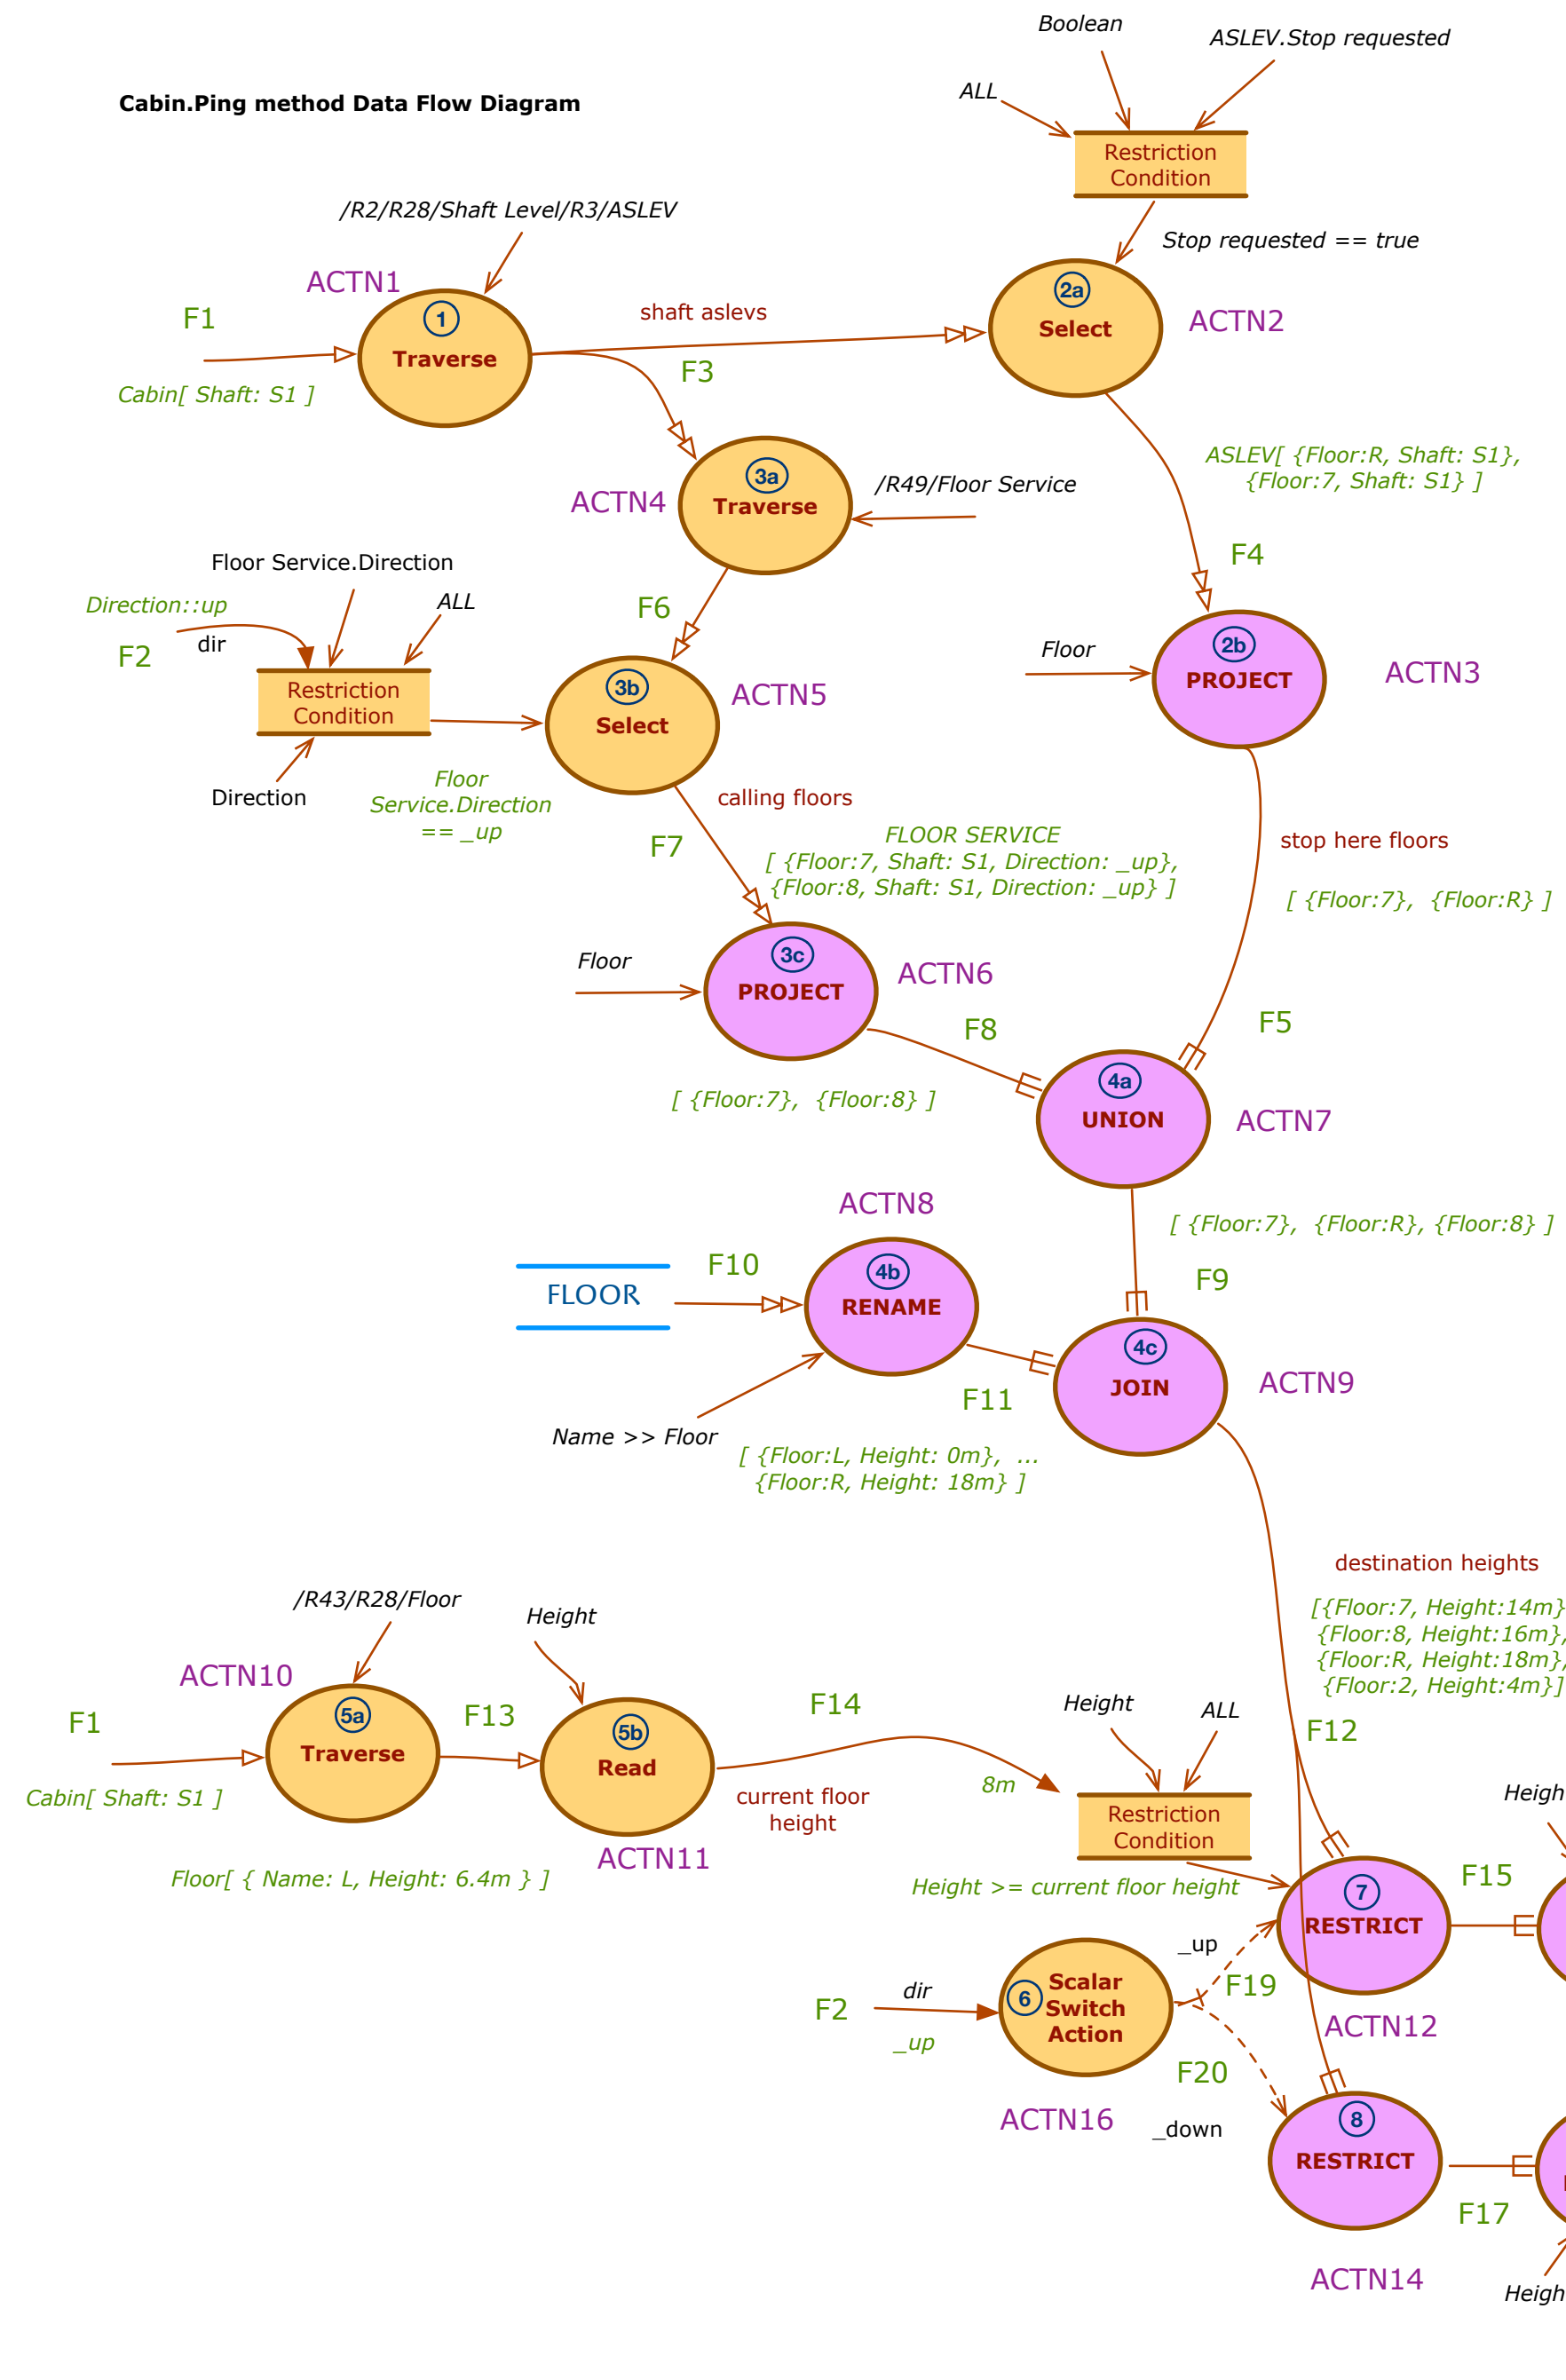 Boolean
ASLEV.Stop requested
ALL
Cabin.Ping method Data Flow Diagram
Restriction
Condition
/R2/R28/Shaft Level/R3/ASLEV
Stop requested == true
ACTN1
F1
1
Traverse
shaft aslevs
2a
Select
ACTN2
F3
Cabin[ Shaft: S1 ]
ASLEV[ {Floor:R, Shaft: S1},
{Floor:7, Shaft: S1} ]
3a
Traverse
ACTN4
/R49/Floor Service
F4
Floor Service.Direction
Direction::up
ALL
F6
dir
F2
Floor
2b
PROJECT
ACTN3
Restriction
Condition
3b
Select
ACTN5
Direction
Floor
Service.Direction
== _up
calling floors
F7
FLOOR SERVICE
[ {Floor:7, Shaft: S1, Direction: _up},
{Floor:8, Shaft: S1, Direction: _up} ]
stop here floors
[ {Floor:7}, {Floor:R} ]
Floor
3c
PROJECT
ACTN6
F8
F5
[ {Floor:7}, {Floor:8} ]
4a
UNION
ACTN7
ACTN8
[ {Floor:7}, {Floor:R}, {Floor:8} ]
F10
FLOOR
4b
RENAME
F9
4c
JOIN
ACTN9
F11
Name >> Floor
[ {Floor:L, Height: 0m}, ...
{Floor:R, Height: 18m} ]
destination heights
[{Floor:7, Height:14m}
{Floor:8, Height:16m},
{Floor:R, Height:18m},
{Floor:2, Height:4m}]
/R43/R28/Floor
Height
ACTN10
F1
5a
Traverse
F13
5b
Read
F14
Height
ALL
F12
Cabin[ Shaft: S1 ]
current floor
height
8m
Restriction
Condition
Heigh
ACTN11
Floor[ { Name: L, Height: 6.4m } ]
Height >= current floor height
7
RESTRICT
F15
_up
F19
F2
dir
_up
6
Scalar
Switch
Action
ACTN12
F20
ACTN16
_down
8
RESTRICT
F17
ACTN14
Heigh